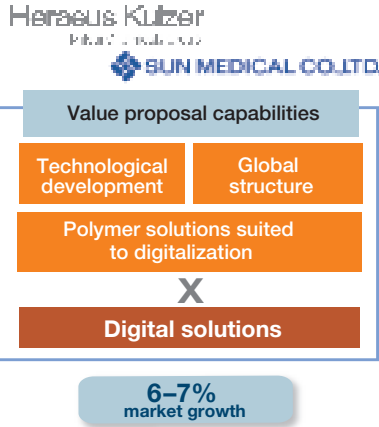 Heraeus Kulzer
SUN MEDICAL CO.,LTD.
Value proposal capabilities
Technological
development
Global
structure
Polymer solutions suited
to digitalization
X
Digital solutions
6–7%
market growth